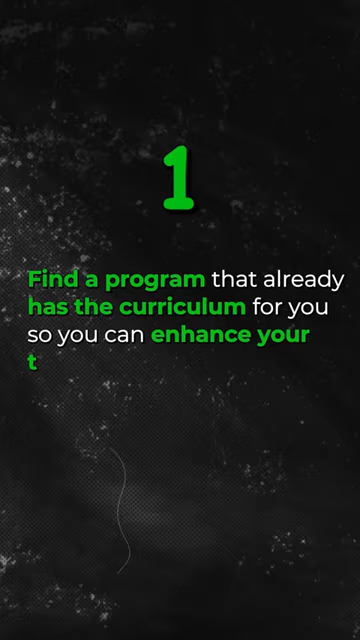 1
Find a program that already
has the curriculum for you
so you can enhance your
t